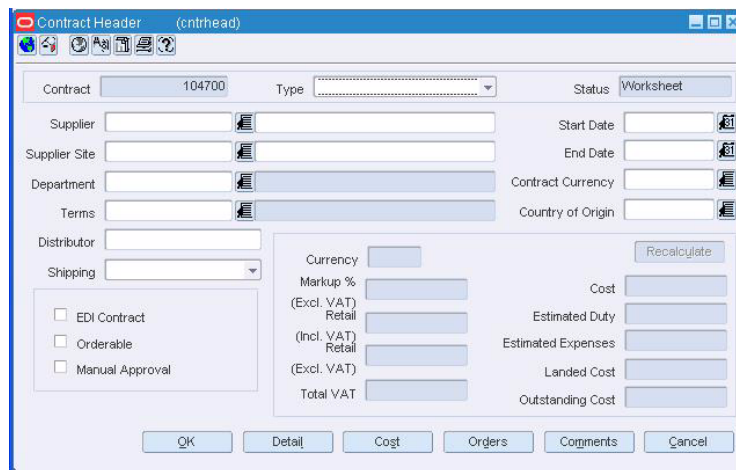 Contract Header (cntrhead)
Contract 104700 Type Status Worksheet
Supplier Start Date
Supplier Site End Date
Department Contract Currency
Terms Country of Origin
Distributor
Shipping
EDI Contract
Orderable
Manual Approval
Currency Recalculate
Markup % Cost
(Excl. VAT)
Retail Estimated Duty
(Incl. VAT)
Retail Estimated Expenses
(Excl. VAT) Landed Cost
Total VAT Outstanding Cost
OK Detail Cost Orders Comments Cancel